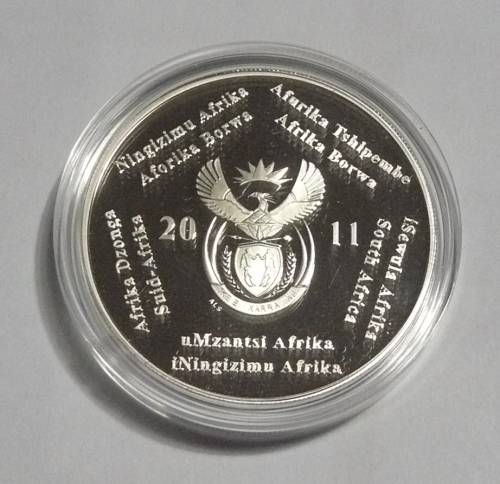 Ningizimu Afrika
Aforika Borwa
Afurika Tshipembe
Afrika Borwa
Afrika Dzonga
Suid-Afrika
20 11
iSewula Afrika
South Africa
ALS
uMzantsi Afrika
iNingizimu Afrika